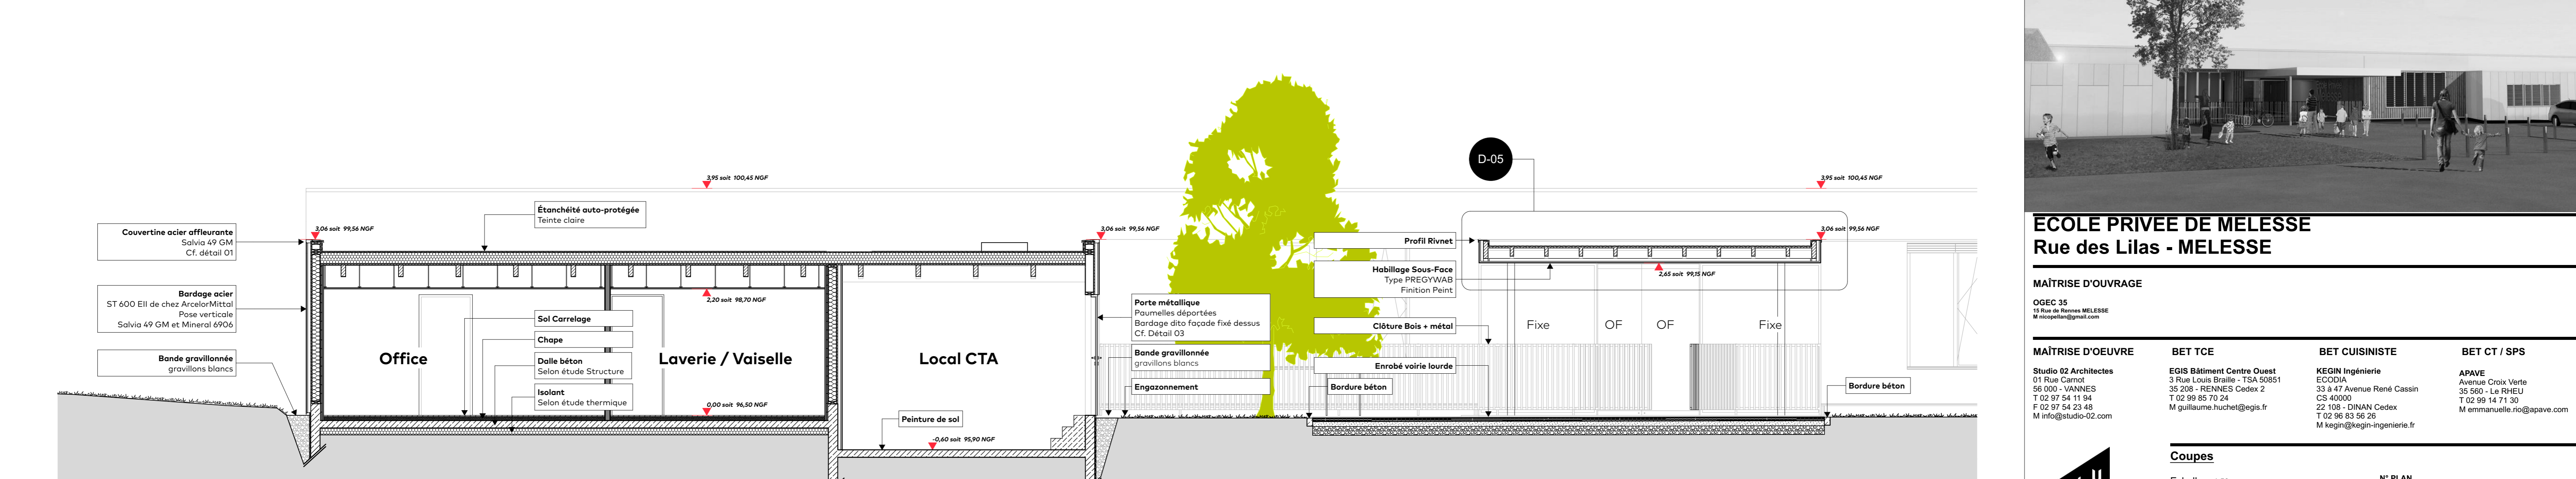 D-05
3,95 soit 100,45 NGF
3,95 soit 100,45 NGF
Étanchéité auto-protégée
Teinte claire
Couvertine acier affleurante
Salvia 49 GM
Cf. détail 01
3,06 soit 99,56 NGF
3,06 soit 99,56 NGF
3,06 soit 99,56 NGF
Profil Rivnet
Habillage Sous-Face
Type PREGYWAB
Finition Peint
2,65 soit 99,15 NGF
Bardage acier
ST 600 EII de chez ArcelorMittal
Pose verticale
Salvia 49 GM et Mineral 6906
2,20 soit 98,70 NGF
Porte métallique
Paumelles déportées
Bardage dito façade fixé dessus
Cf. Détail 03
Sol Carrelage
Chape
Dalle béton
Selon étude Structure
Isolant
Selon étude thermique
Clôture Bois + métal
Fixe
OF
OF
Fixe
Bande gravillonnée
gravillons blancs
Office
Laverie / Vaiselle
Local CTA
Bande gravillonnée
gravillons blancs
Enrobé voirie lourde
Engazonnement
Bordure béton
Bordure béton
0,00 soit 96,50 NGF
Peinture de sol
-0,60 soit 95,90 NGF
ECOLE PRIVEE DE MELESSE
Rue des Lilas - MELESSE
MAÎTRISE D'OUVRAGE
OGEC 35
15 Rue de Rennes MELESSE
M nicopellan@gmail.com
MAÎTRISE D'OEUVRE
Studio 02 Architectes
01 Rue Carnot
56 000 - VANNES
T 02 97 54 11 94
F 02 97 54 23 48
M info@studio-02.com
BET TCE
EGIS Bâtiment Centre Ouest
3 Rue Louis Braille - TSA 50851
35 208 - RENNES Cedex 2
T 02 99 85 70 24
M guillaume.huchet@egis.fr
BET CUISINISTE
KEGIN Ingénierie
ECODIA
33 à 47 Avenue René Cassin
CS 40000
22 108 - DINAN Cedex
T 02 96 83 56 26
M kegin@kegin-ingenierie.fr
BET CT / SPS
APAVE
Avenue Croix Verte
35 560 - Le RHEU
T 02 99 14 71 30
M emmanuelle.rio@apave.com
Coupes
N° PLAN